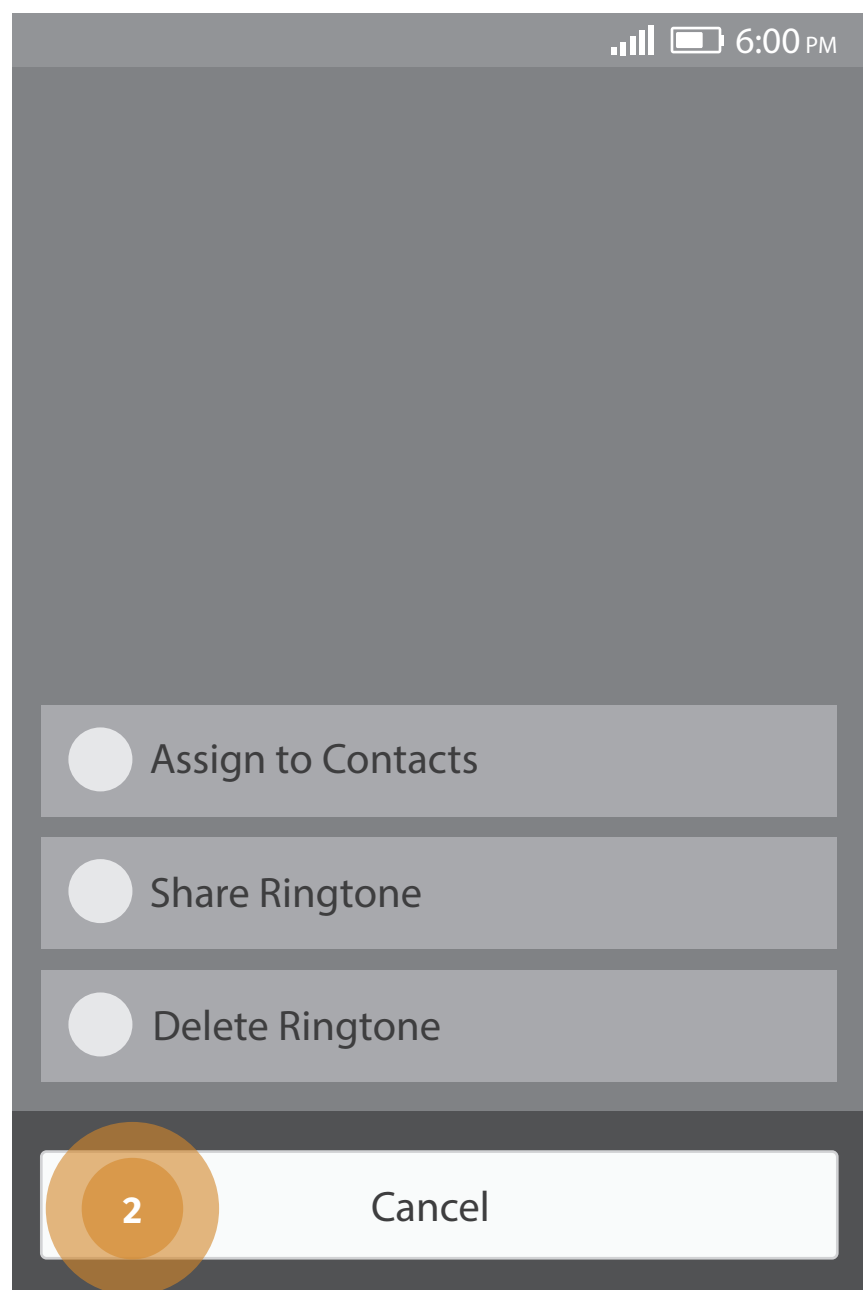 6:00 PM
Assign to Contacts
Share Ringtone
Delete Ringtone
2 Cancel